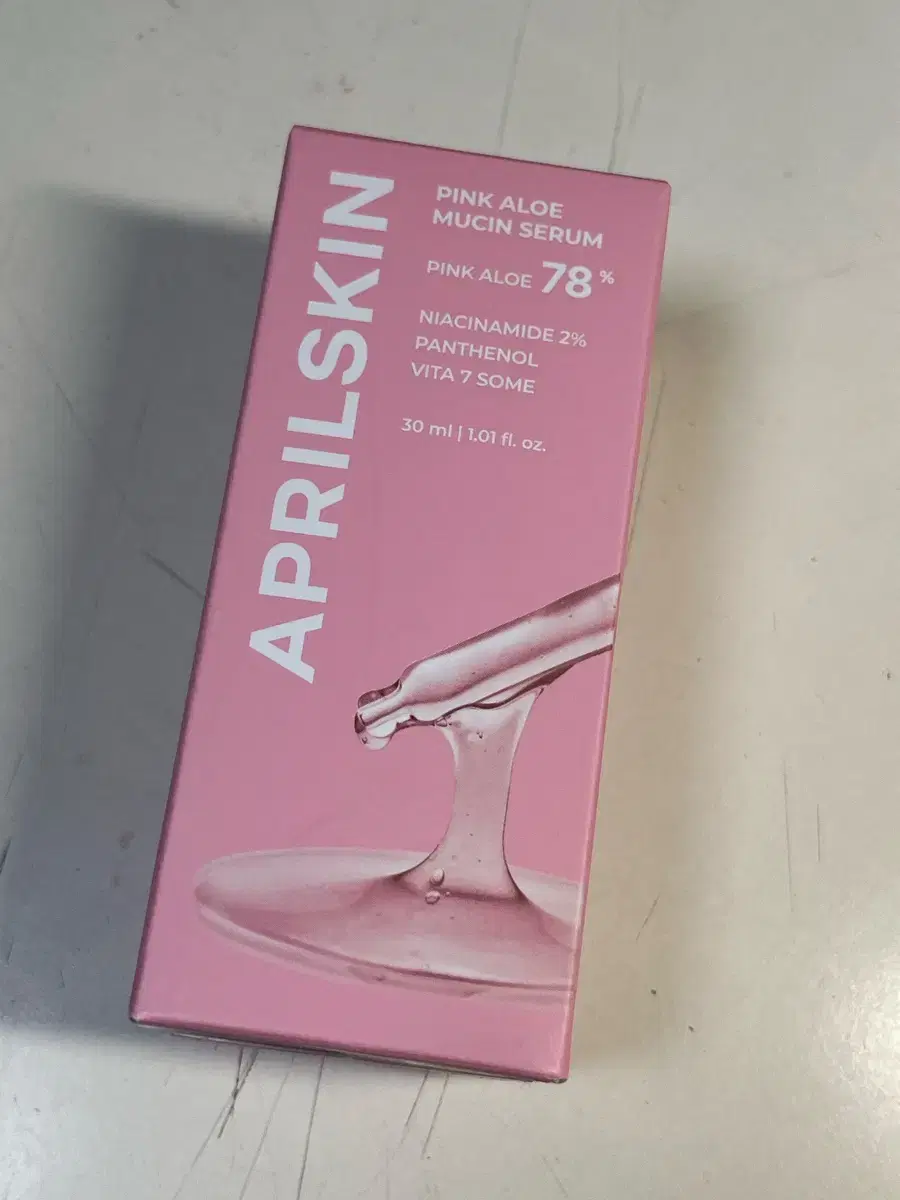 APRILSKIN
PINK ALOE
MUCIN SERUM
PINK ALOE 78%
NIACINAMIDE 2%
PANTHENOL
VITA 7 SOME
30 ml | 1.01 fl. oz.